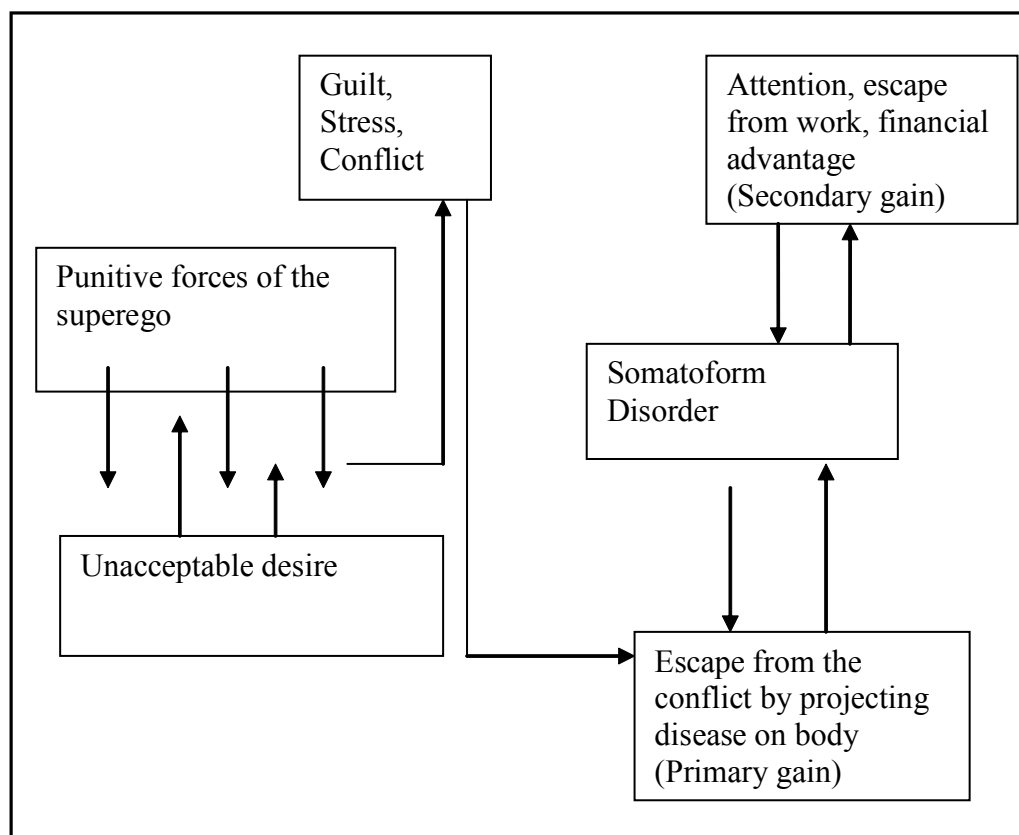 Guilt,
Stress,
Conflict
Attention, escape
from work, financial
advantage
(Secondary gain)
Punitive forces of the
superego
Somatoform
Disorder
Unacceptable desire
Escape from the
conflict by projecting
disease on body
(Primary gain)